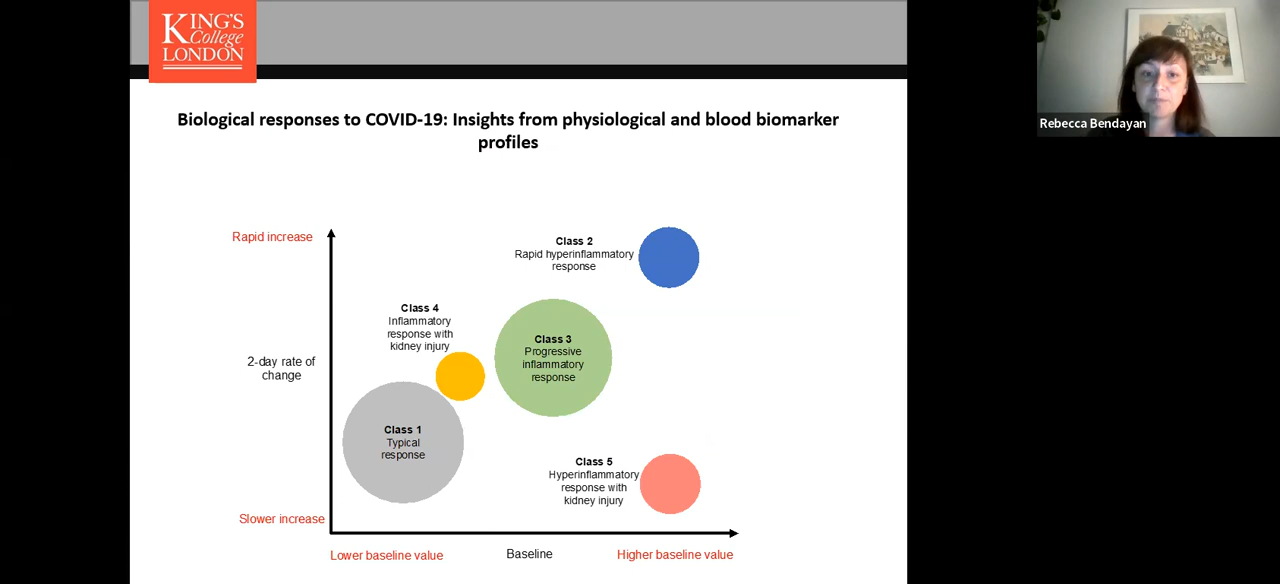 KING'S
College
LONDON
Rebecca Bendayan
Biological responses to COVID-19: Insights from physiological and blood biomarker
profiles
Rapid increase
Class 2
Rapid hyperinflammatory
response
Class 4
Inflammatory
response with
kidney injury
Class 3
Progressive
inflammatory
response
2-day rate of
change
Class 1
Typical
response
Class 5
Hyperinflammatory
response with
kidney injury
Slower increase
Lower baseline value
Baseline
Higher baseline value